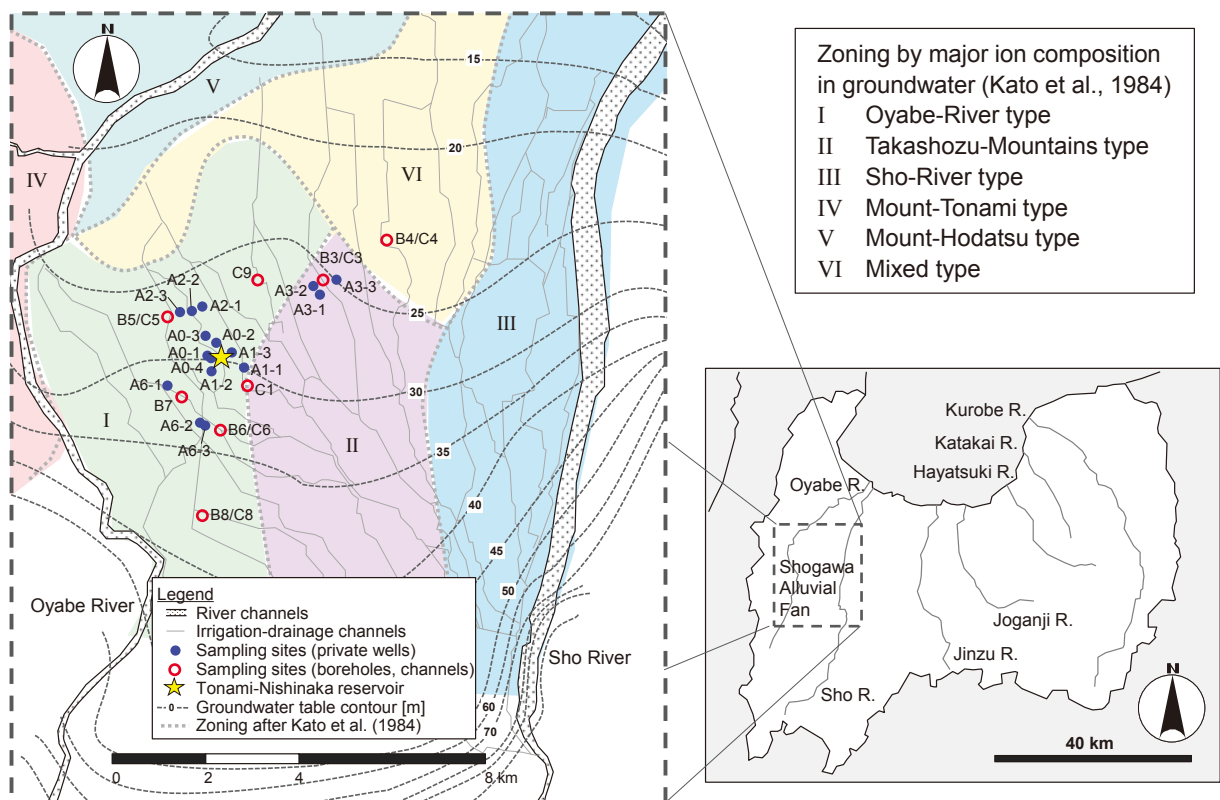 N
15
V
20
IV
VI
B4/C4
B3/C3
C9
A2-2
A3-2
A3-3
A2-3
A2-1
A3-1
B5/C5
25
III
A0-3
A0-2
A0-1
A1-3
A0-4
A1-1
A6-1
A1-2
C1
30
B7
I
A6-2
B6/C6
II
A6-3
35
40
B8/C8
45
50
Oyabe River
Sho River
60
70
Legend
River channels
Irrigation-drainage channels
Sampling sites (private wells)
Sampling sites (boreholes, channels)
Tonami-Nishinaka reservoir
0 Groundwater table contour [m]
Zoning after Kato et al. (1984)
0 2 4 8 km
Zoning by major ion composition
in groundwater (Kato et al., 1984)
I Oyabe-River type
II Takashozu-Mountains type
III Sho-River type
IV Mount-Tonami type
V Mount-Hodatsu type
VI Mixed type
Kurobe R.
Katakai R.
Hayatsuki R.
Oyabe R.
Shogawa
Alluvial
Fan
Joganji R.
Jinzu R.
Sho R.
N
40 km